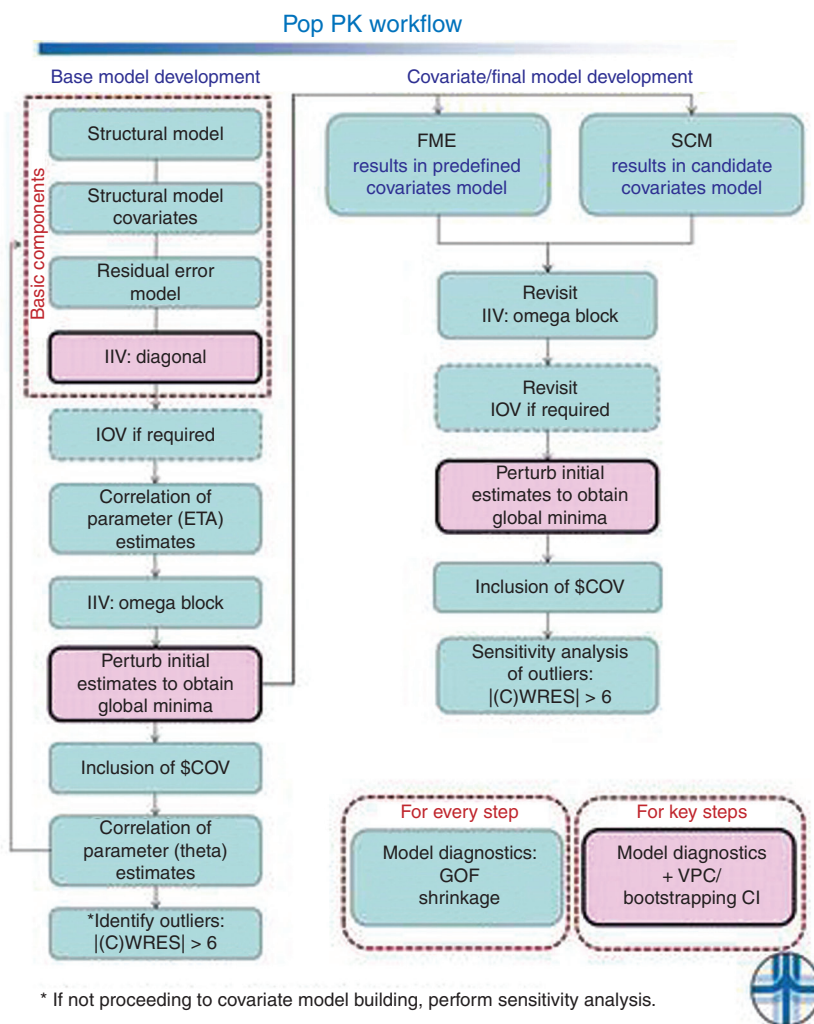 Pop PK workflow
Base model development
Basic components
Structural model
Structural model
covariates
Residual error
model
IIV: diagonal
IOV if required
Correlation of
parameter (ETA)
estimates
IIV: omega block
Perturb initial
estimates to obtain
global minima
Inclusion of $COV
Correlation of
parameter (theta)
estimates
*Identify outliers:
|(C)WRES| > 6
Covariate/final model development
FME
results in predefined
covariates model
SCM
results in candidate
covariates model
Revisit
IIV: omega block
Revisit
IOV if required
Perturb initial
estimates to obtain
global minima
Inclusion of $COV
Sensitivity analysis
of outliers:
|(C)WRES| > 6
For every step
Model diagnostics:
GOF
shrinkage
For key steps
Model diagnostics
+ VPC/
bootstrapping CI
* If not proceeding to covariate model building, perform sensitivity analysis.